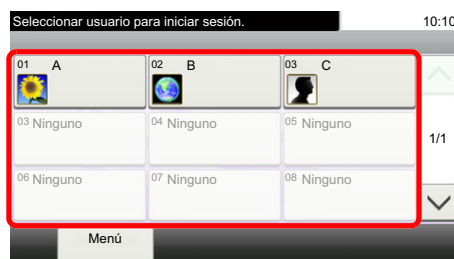 Seleccionar usuario para iniciar sesión. 10:10
01 A 02 B 03 C
03 Ninguno 04 Ninguno 05 Ninguno
1/1
06 Ninguno 07 Ninguno 08 Ninguno
Menú